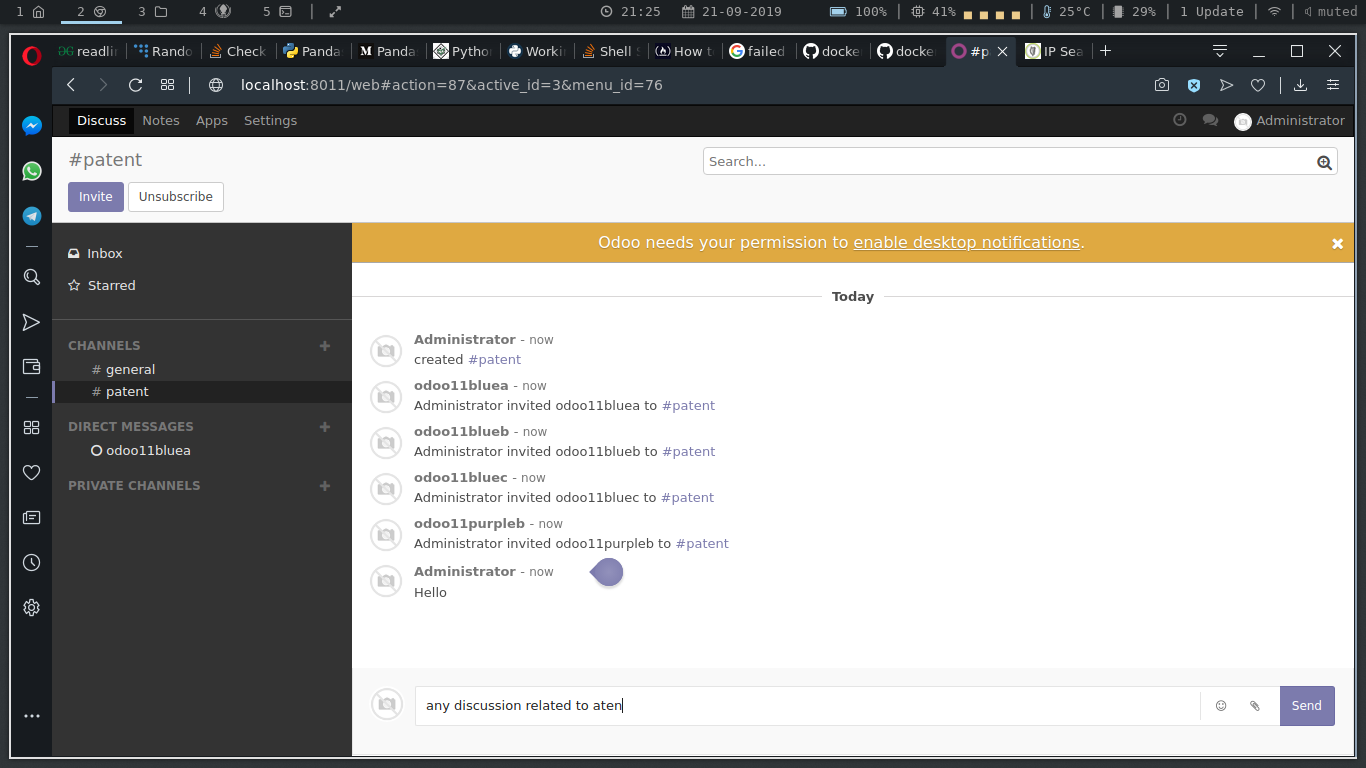 1 2 3 4 5 21:25 21-09-2019 100% 41% 25°C 29% 1 Update muted
readli Rando Check Panda Panda Pytho Worki Shell How t failed docke docke #p IP Sea
localhost:8011/web#action=87&active_id=3&menu_id=76
Discuss Notes Apps Settings Administrator
#patent
Search...
Invite Unsubscribe
Odoo needs your permission to enable desktop notifications.
Inbox
Starred
CHANNELS
# general
# patent
DIRECT MESSAGES
odoo11bluea
PRIVATE CHANNELS
Today
Administrator - now
created #patent
odoo11bluea - now
Administrator invited odoo11bluea to #patent
odoo11blueb - now
Administrator invited odoo11blueb to #patent
odoo11bluec - now
Administrator invited odoo11bluec to #patent
odoo11purpleb - now
Administrator invited odoo11purpleb to #patent
Administrator - now
Hello
any discussion related to aten
Send